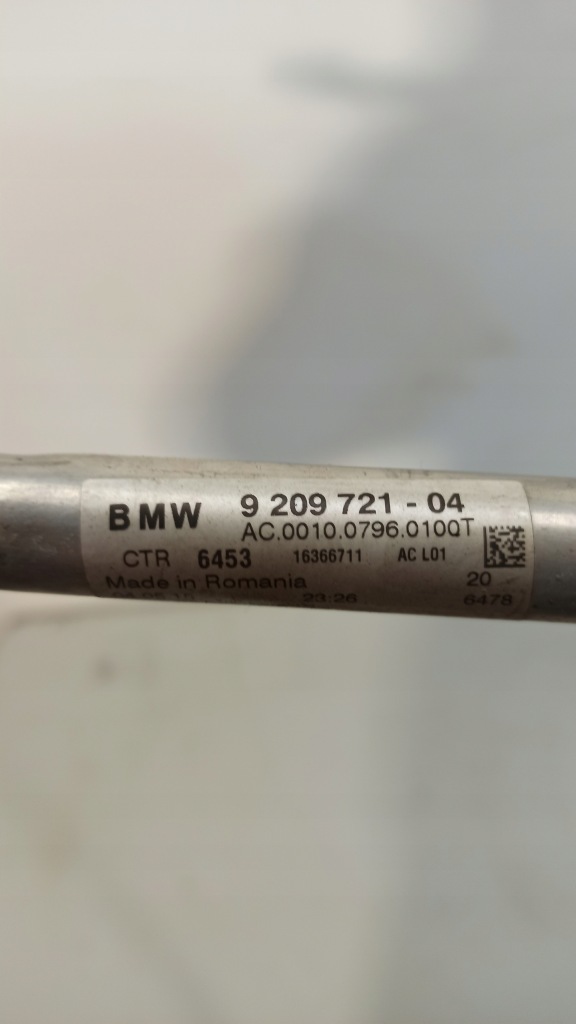 BMW 9 209 721 - 04
AC.0010.0796.0100T
CTR 6453 16366711 AC L01
Made in Romania 20
23:26 6478